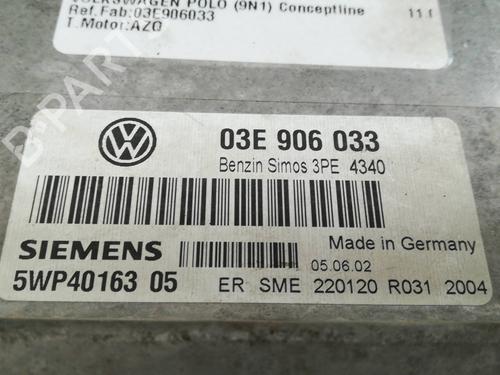 VOLKSWAGEN POLO (9N1) Conceptline
Ref.Fab:03E906033
T.Motor:AZQ
B-PARTS
03E 906 033
Benzin Simos 3PE 4340
SIEMENS
Made in Germany
05.06.02
5WP40163 05
ER SME 220120 R031 2004